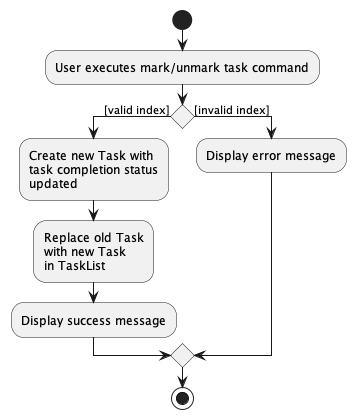 User executes mark/unmark task command
[valid index]
[invalid index]
Create new Task with
task completion status
updated
Display error message
Replace old Task
with new Task
in TaskList
Display success message